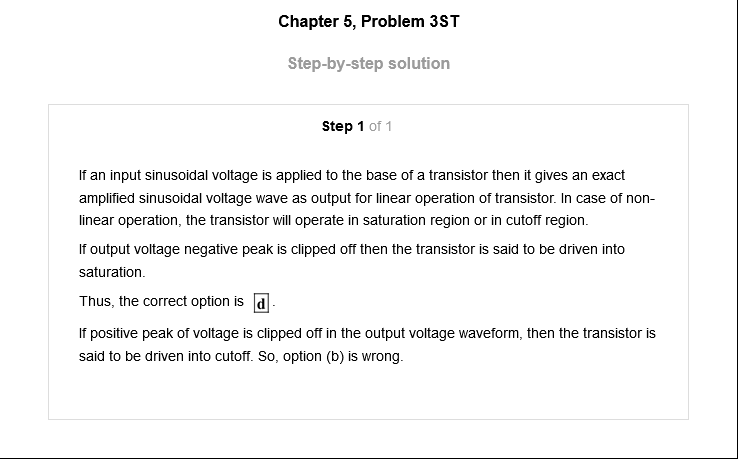 Chapter 5, Problem 3ST
Step-by-step solution
Step 1 of 1
If an input sinusoidal voltage is applied to the base of a transistor then it gives an exact
amplified sinusoidal voltage wave as output for linear operation of transistor. In case of non-
linear operation, the transistor will operate in saturation region or in cutoff region.
If output voltage negative peak is clipped off then the transistor is said to be driven into
saturation.
Thus, the correct option is d.
If positive peak of voltage is clipped off in the output voltage waveform, then the transistor is
said to be driven into cutoff. So, option (b) is wrong.